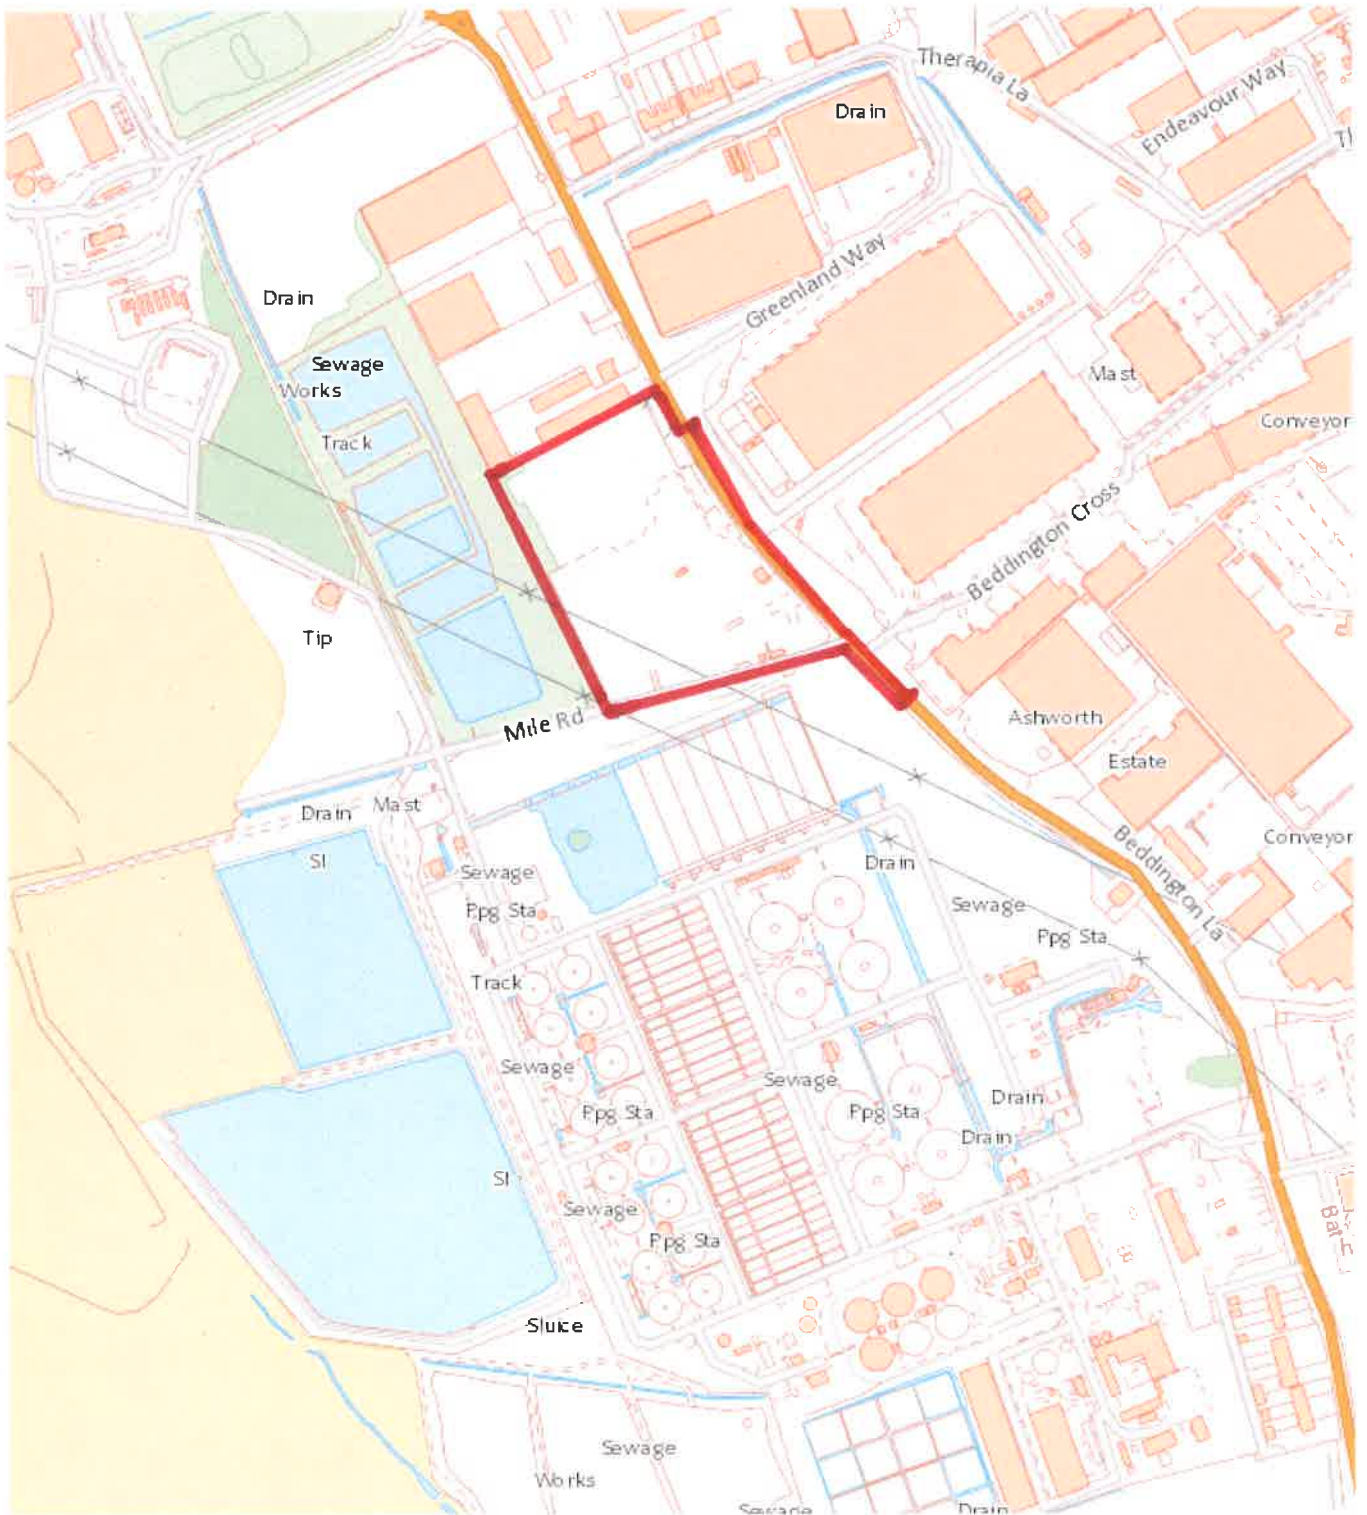 Therapia La
Endeavour Way
Drain
Greenland Way
Drain
Sewage
Works
Mast
Conveyor
Track
Beddington Cross
Tip
Mile Rd
Ashworth
Estate
Drain
Mast
Sl
Sewage
Ppg Sta
Drain
Beddington La
Conveyor
Sewage
Ppg Sta
Track
Sewage
Ppg Sta
Sewage
Ppg Sta
Drain
Drain
Sl
Sewage
Ppg Sta
Sluice
Sewage
Works
Sewage
Drain